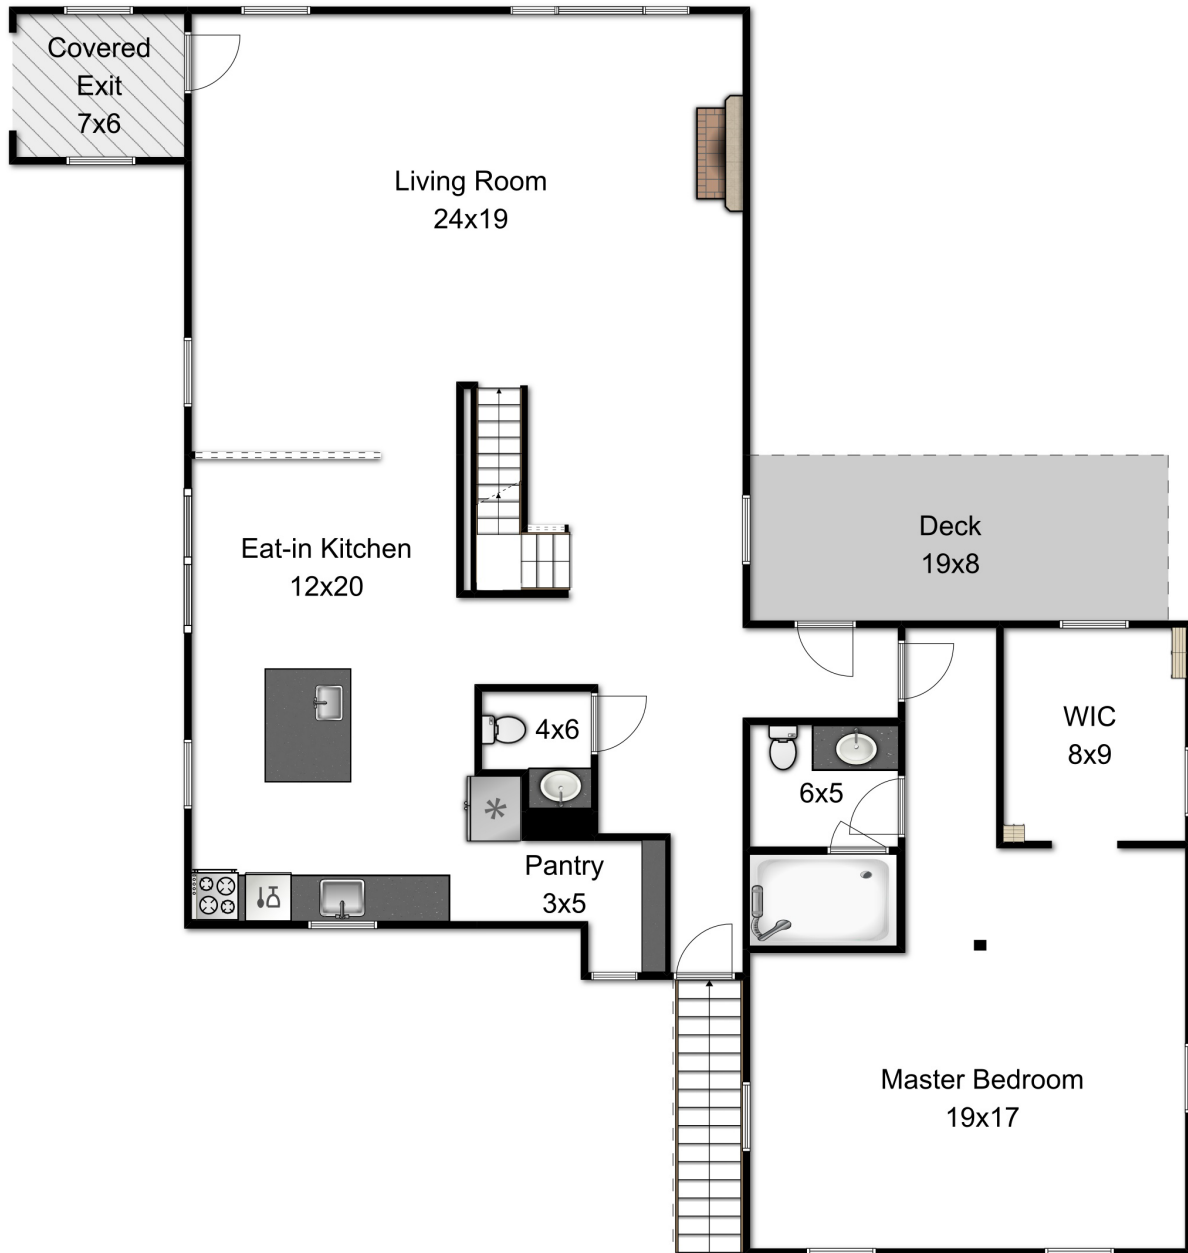 Covered
Exit
7x6
Living Room
24x19
Eat-in Kitchen
12x20
Deck
19x8
4x6
WIC
8x9
6x5
Pantry
3x5
Master Bedroom
19x17